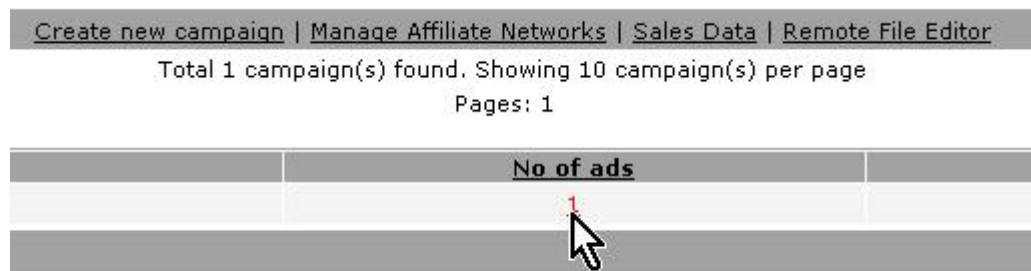 Create new campaign | Manage Affiliate Networks | Sales Data | Remote File Editor
Total 1 campaign(s) found. Showing 10 campaign(s) per page
Pages: 1
No of ads
1